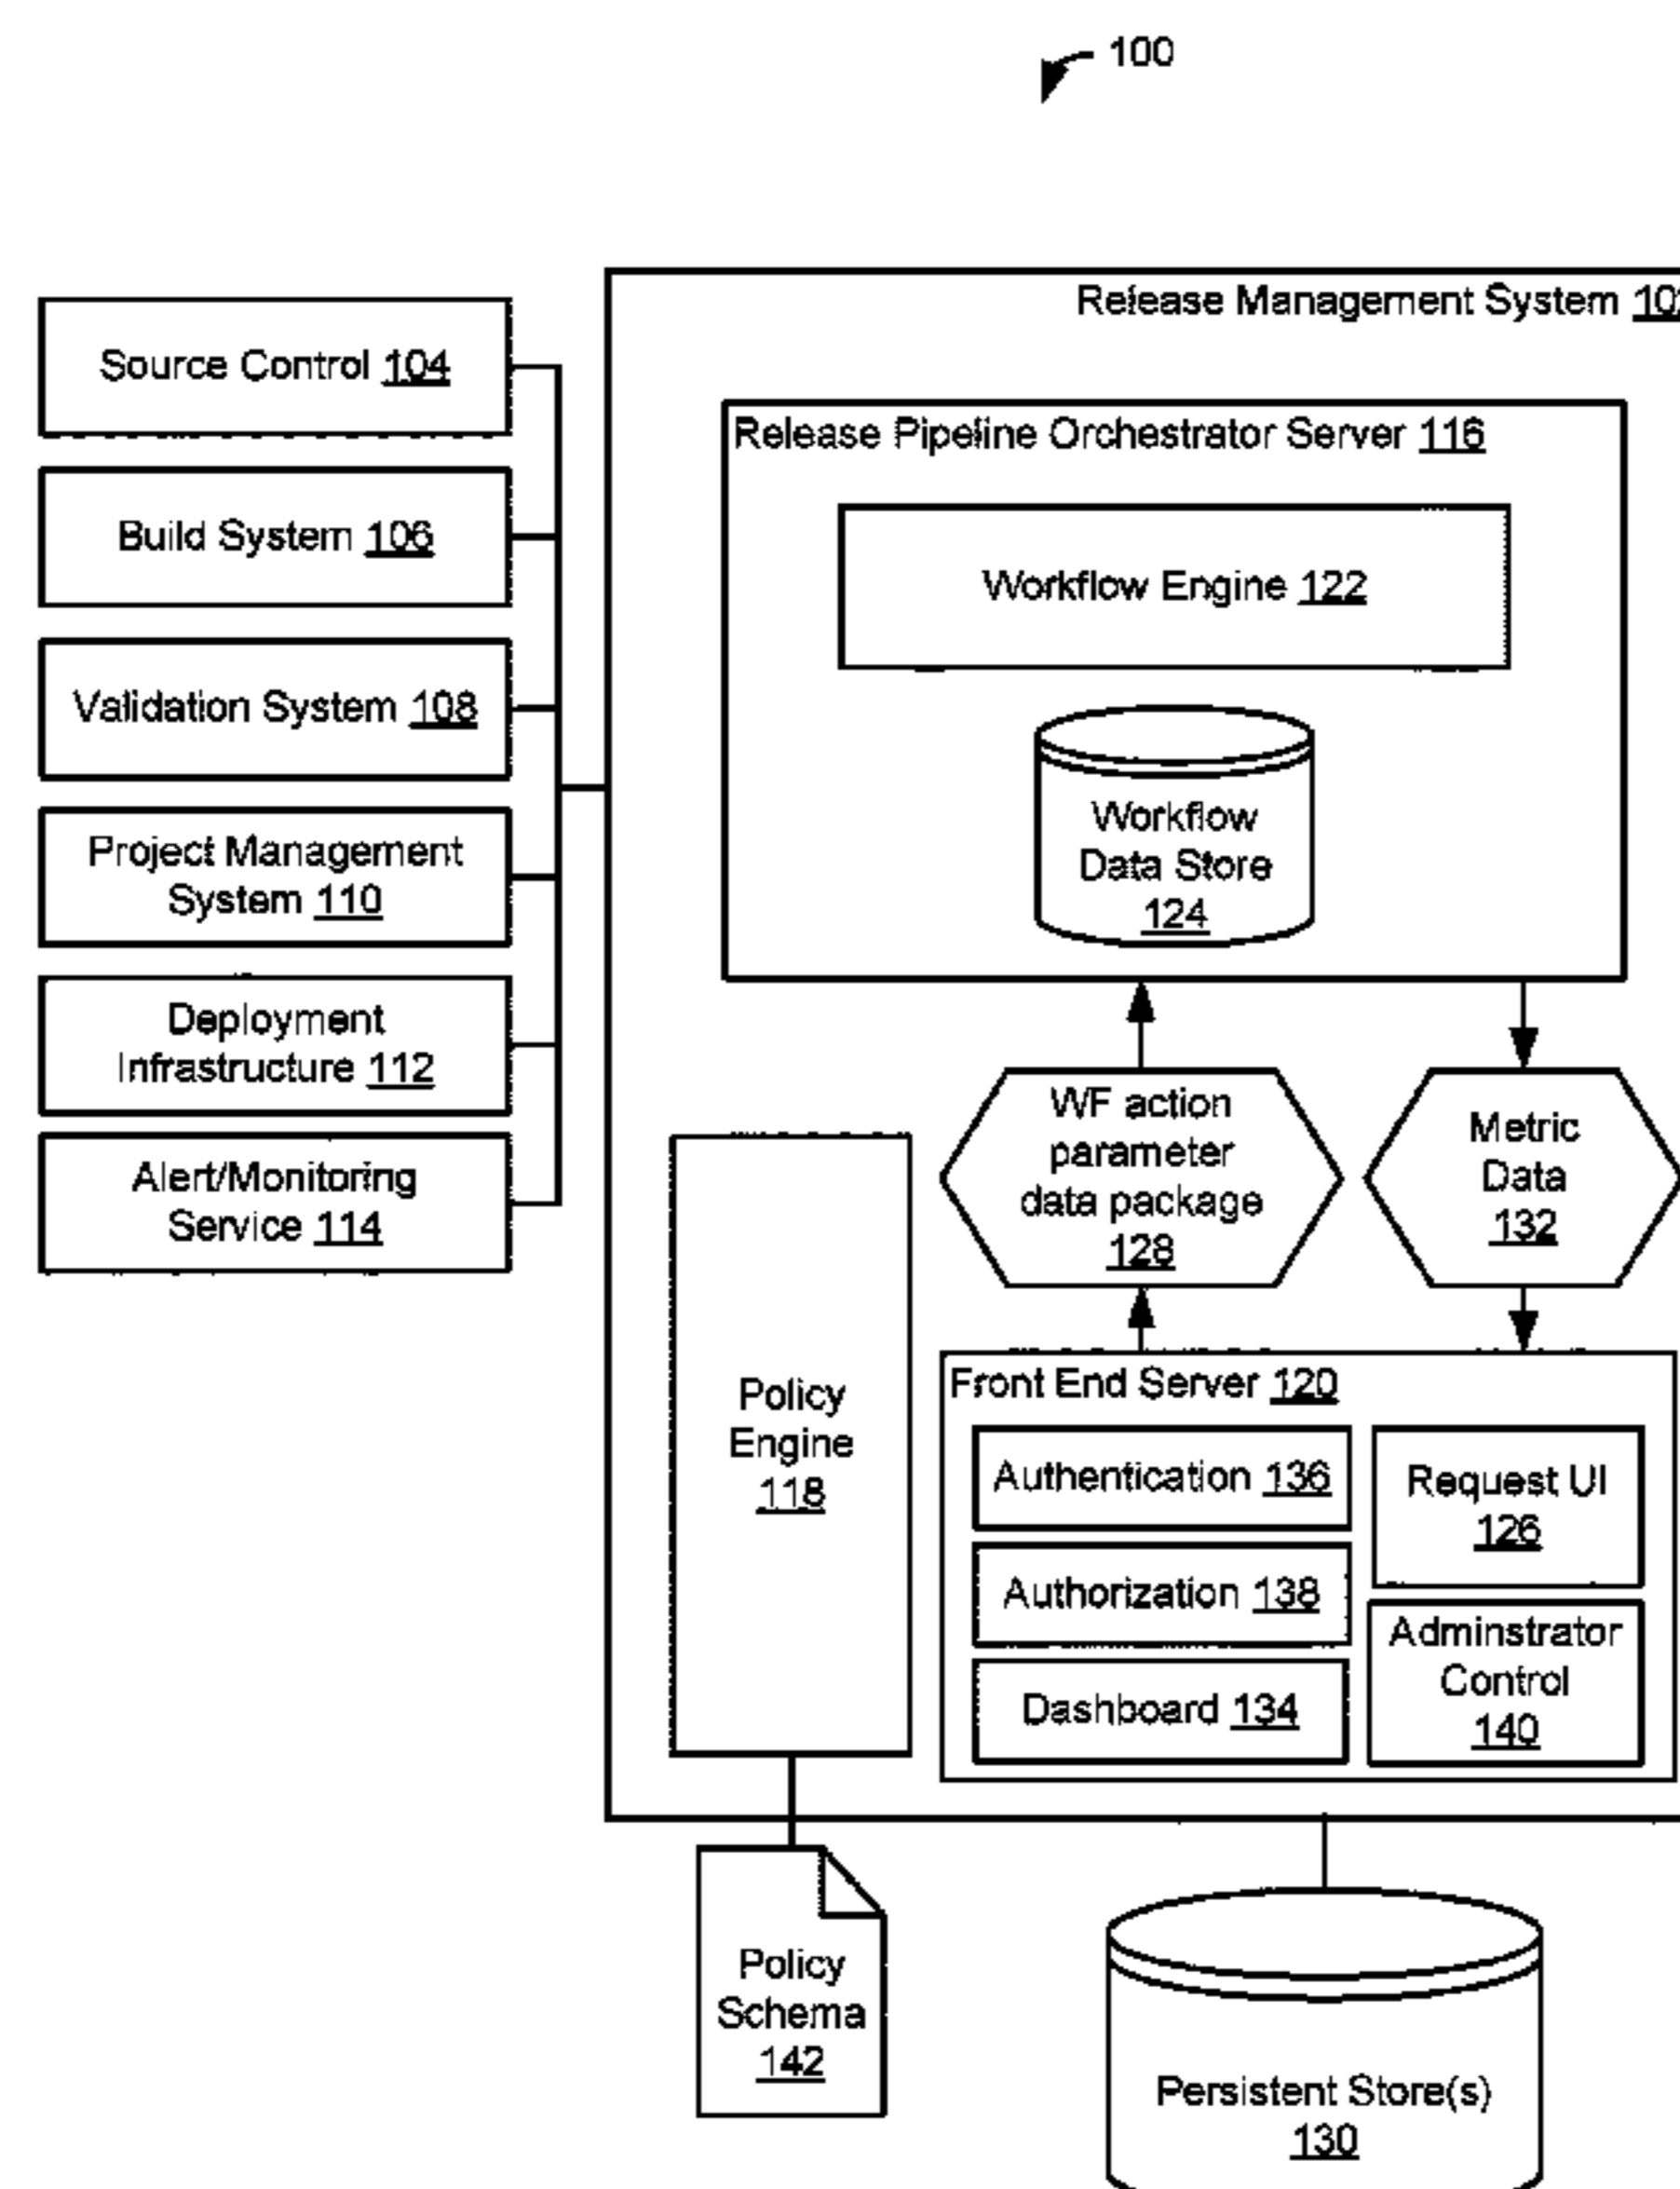 100
Release Management System 10
Source Control 104
Build System 106
Validation System 108
Project Management
System 110
Deployment
Infrastructure 112
Alert/Monitoring
Service 114
Release Pipeline Orchestrator Server 116
Workflow Engine 122
Workflow
Data Store
124
WF action
parameter
data package
128
Metric
Data
132
Policy
Engine
118
Front End Server 120
Authentication 136
Authorization 138
Dashboard 134
Request UI
126
Adminstrator
Control
140
Policy
Schema
142
Persistent Store(s)
130